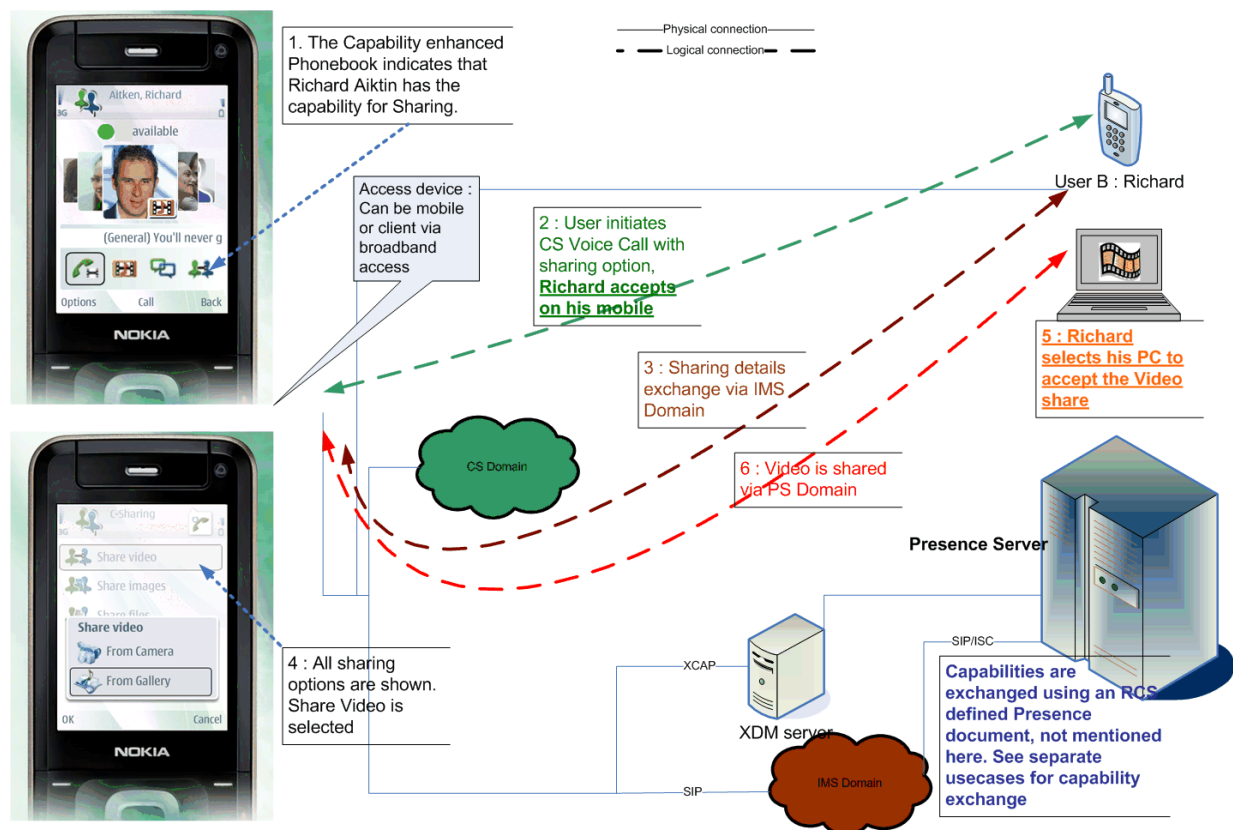 1. The Capability enhanced
Phonebook indicates that
Richard Aiktin has the
capability for Sharing.
Physical connection
Logical connection
3G
Aitken, Richard
available
(General) You'll never g
Options
Call
Back
NOKIA
Access device :
Can be mobile
or client via
broadband
access
2 : User initiates
CS Voice Call with
sharing option,
Richard accepts
on his mobile
User B : Richard
3 : Sharing details
exchange via IMS
Domain
5 : Richard
selects his PC to
accept the Video
share
CS Domain
6 : Video is shared
via PS Domain
3G
C-Sharing
Share video
Share images
Share files
Share video
From Camera
From Gallery
OK
Cancel
NOKIA
4 : All sharing
options are shown.
Share Video is
selected
Presence Server
XCAP
SIP/ISC
XDM server
SIP
IMS Domain
Capabilities are
exchanged using an RCS
defined Presence
document, not mentioned
here. See separate
usecases for capability
exchange